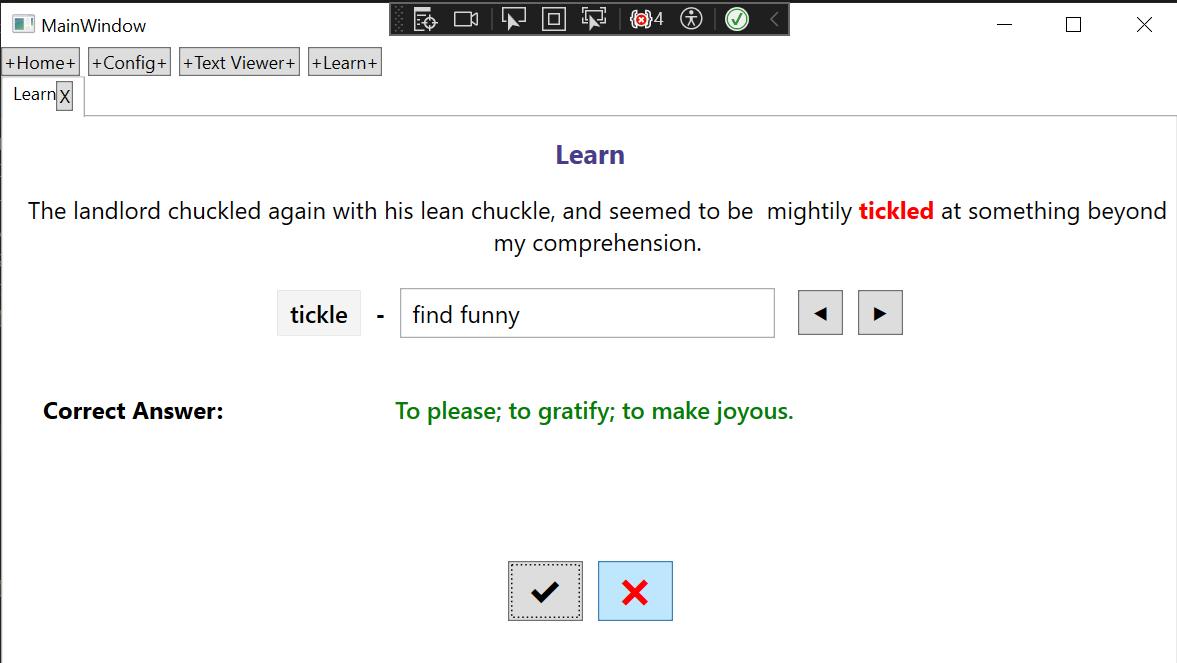 MainWindow
4
+Home+ +Config+ +Text Viewer+ +Learn+
Learn X
Learn
The landlord chuckled again with his lean chuckle, and seemed to be  mightily tickled at something beyond
my comprehension.
tickle - find funny
Correct Answer: To please; to gratify; to make joyous.